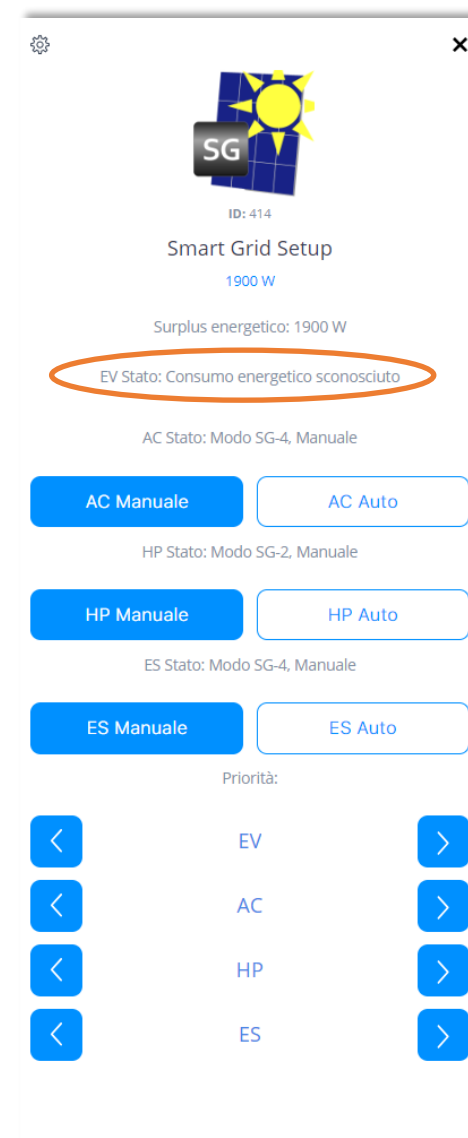 SG
ID: 414
Smart Grid Setup
1900 W
Surplus energetico: 1900 W
EV Stato: Consumo energetico sconosciuto
AC Stato: Modo SG-4, Manuale
AC Manuale AC Auto
HP Stato: Modo SG-2, Manuale
HP Manuale HP Auto
ES Stato: Modo SG-4, Manuale
ES Manuale ES Auto
Priorità:
EV
AC
HP
ES